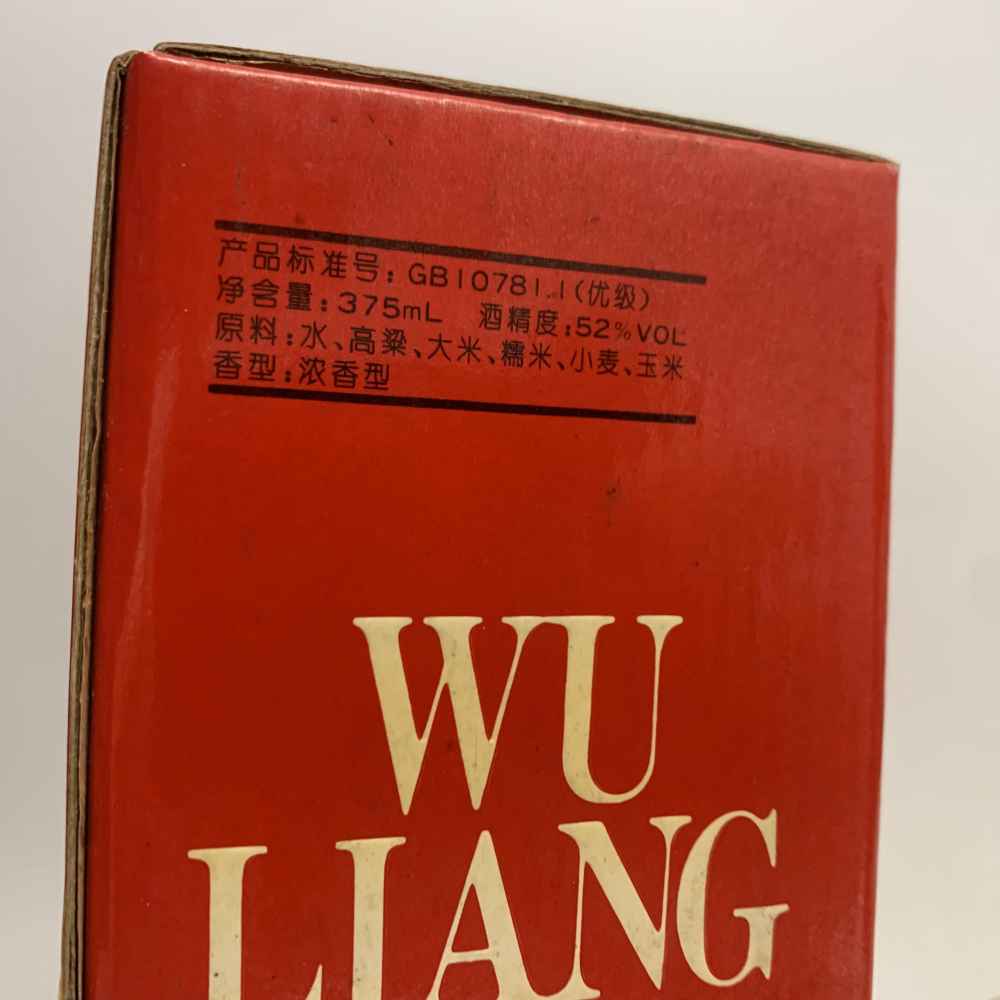 产品标准号:GB10781.1(优级)
净含量:375mL 酒精度:52%VOL
原料:水、高粱、大米、糯米、小麦、玉米
香型:浓香型
WU
LIANG